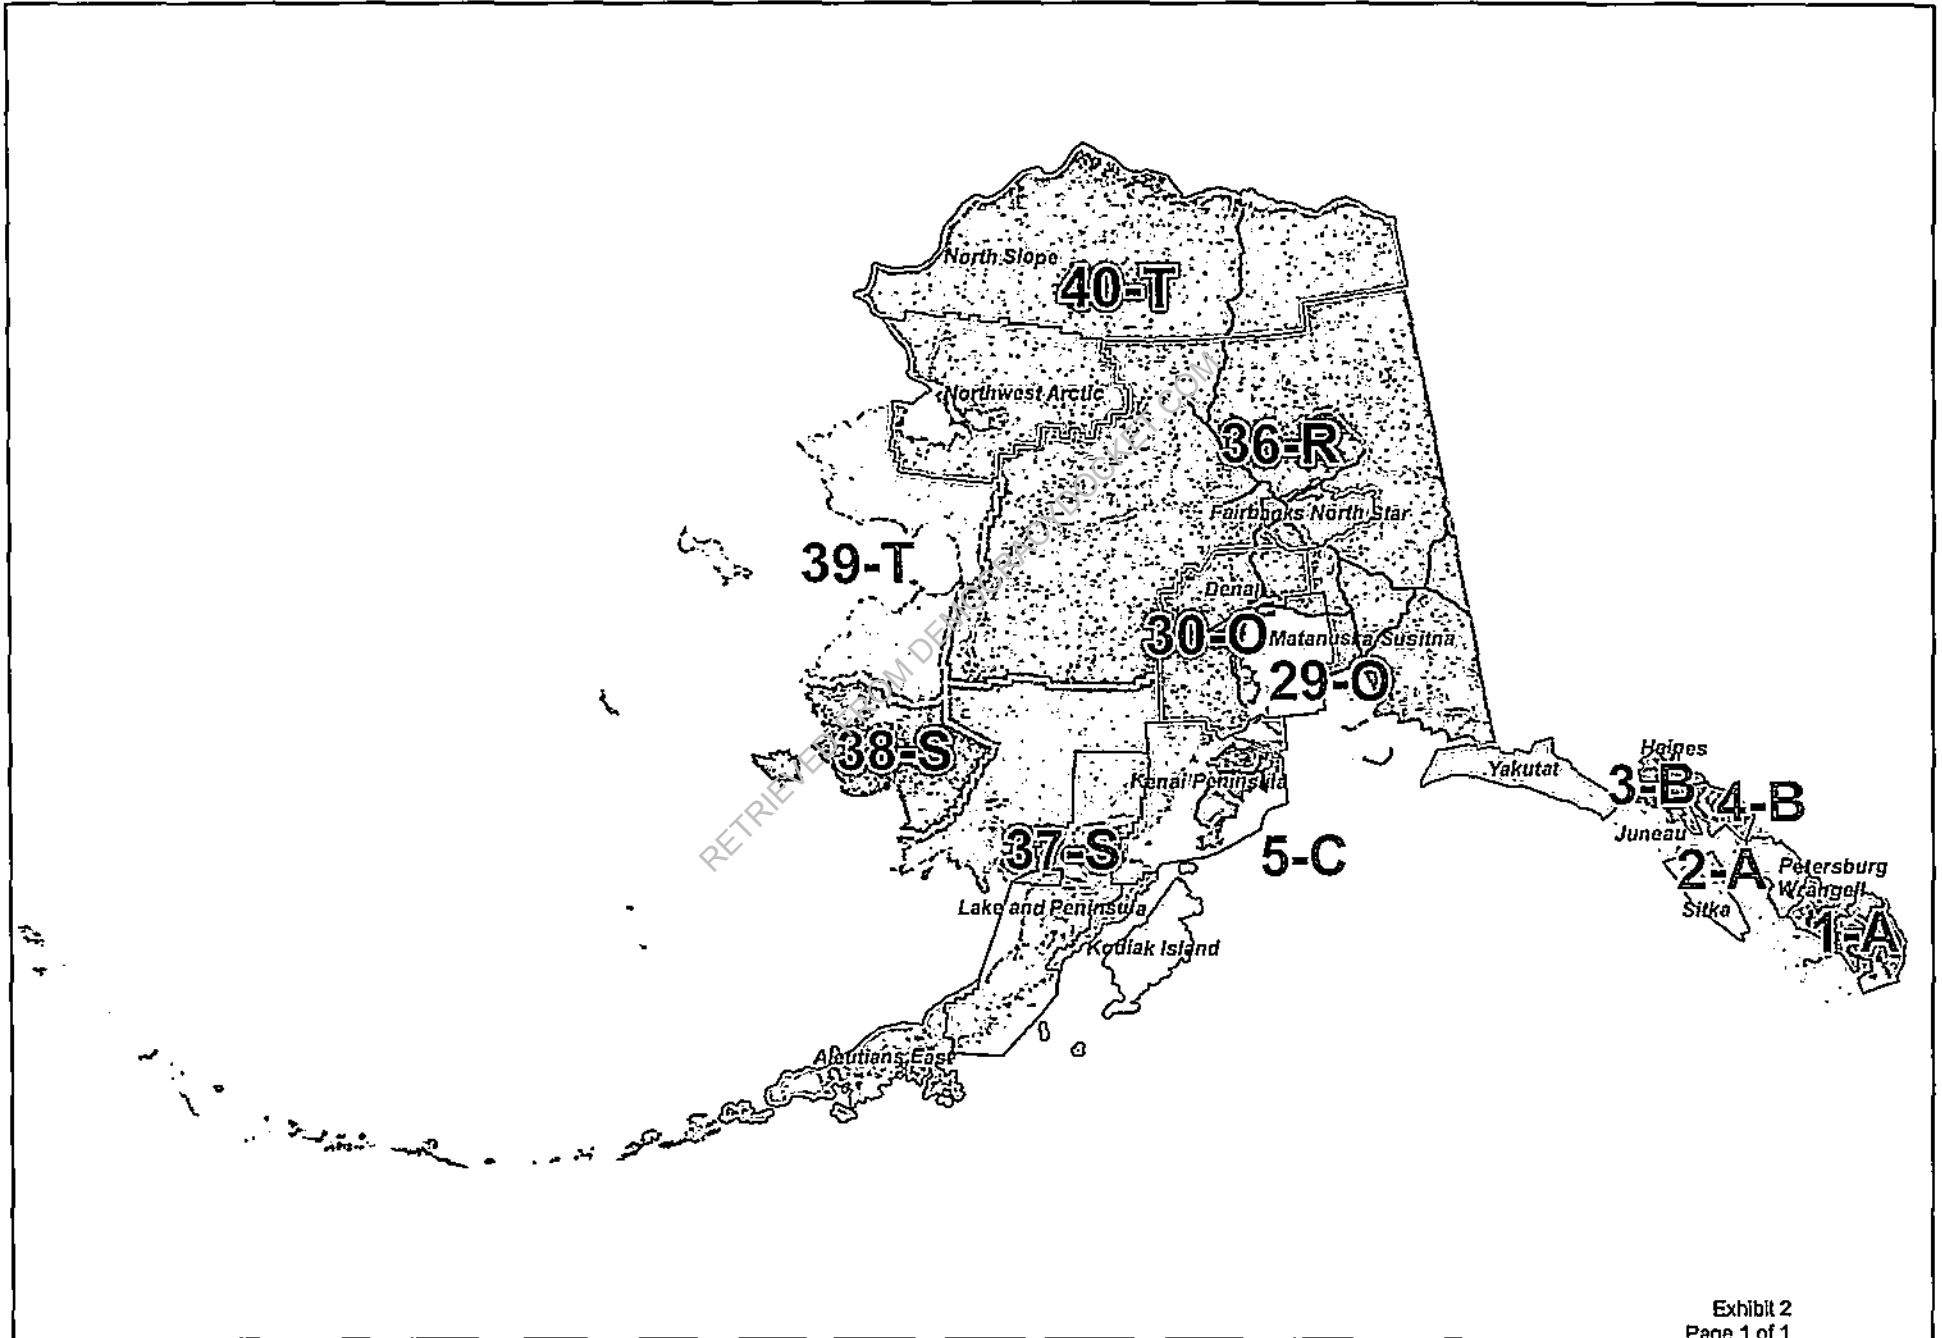 North Slope
40-T
Northwest Arctic
36-R
Fairbanks North Star
39-T
Denali
30-O
Matanuska/Susitna
29-O
38-S
Haines
Yakutat
3-B
4-B
Kenai Peninsula
Juneau
37-S
5-C
2-A
Petersburg
Wrangell
Lake and Peninsula
Sitka
1-A
Kodiak Island
Aleutians East
RETRIEVED FROM DEMOCRACYDOCKET.COM
Exhibit 2
Page 1 of 1